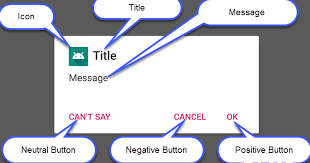 Icon
Title
Message
Title
Message
CAN'T SAY
CANCEL
OK
Neutral Button
Negative Button
Positive Button